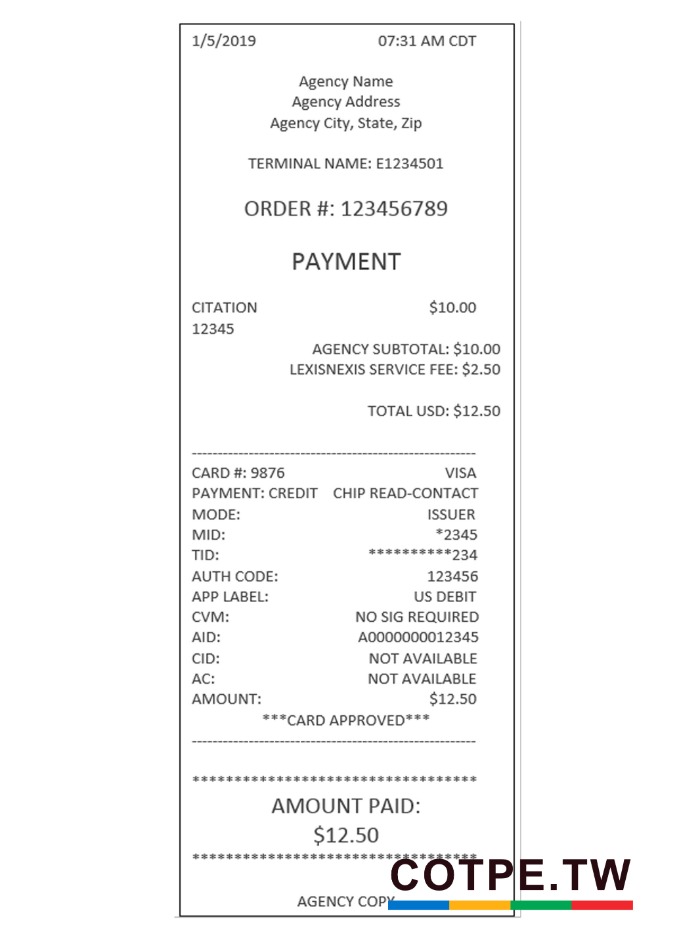 1/5/2019 07:31 AM CDT
Agency Name
Agency Address
Agency City, State, Zip
TERMINAL NAME: E1234501
ORDER #: 123456789
PAYMENT
CITATION $10.00
12345
AGENCY SUBTOTAL: $10.00
LEXISNEXIS SERVICE FEE: $2.50
TOTAL USD: $12.50
-------------------------------------------------------
CARD #: 9876 VISA
PAYMENT: CREDIT CHIP READ-CONTACT
MODE: ISSUER
MID: *2345
TID: **********234
AUTH CODE: 123456
APP LABEL: US DEBIT
CVM: NO SIG REQUIRED
AID: A0000000012345
CID: NOT AVAILABLE
AC: NOT AVAILABLE
AMOUNT: $12.50
***CARD APPROVED***
-------------------------------------------------------
**********************************
AMOUNT PAID:
$12.50
**********************************
COTPE.TW
AGENCY COPY